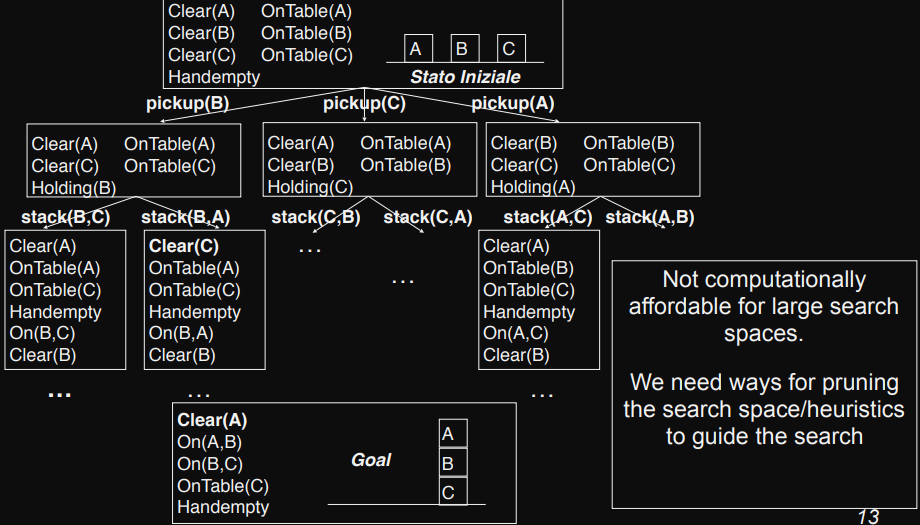 Clear(A) OnTable(A)
Clear(B) OnTable(B)
Clear(C) OnTable(C)
Handempty
A B C
Stato Iniziale
pickup(B) pickup(C) pickup(A)
Clear(A) OnTable(A)
Clear(C) OnTable(C)
Holding(B)
Clear(A) OnTable(A)
Clear(B) OnTable(B)
Holding(C)
Clear(B) OnTable(B)
Clear(C) OnTable(C)
Holding(A)
stack(B,C) stack(B,A) stack(C,B) stack(C,A) stack(A,C) stack(A,B)
Clear(A)
OnTable(A)
OnTable(C)
Handempty
On(B,C)
Clear(B)
...
Clear(C)
OnTable(A)
OnTable(C)
Handempty
On(B,A)
Clear(B)
...
...
...
Clear(A)
OnTable(B)
OnTable(C)
Handempty
On(A,C)
Clear(B)
...
Not computationally
affordable for large search
spaces.
We need ways for pruning
the search space/heuristics
to guide the search
Clear(A)
On(A,B)
On(B,C)
OnTable(C)
Handempty
Goal
A
B
C
13